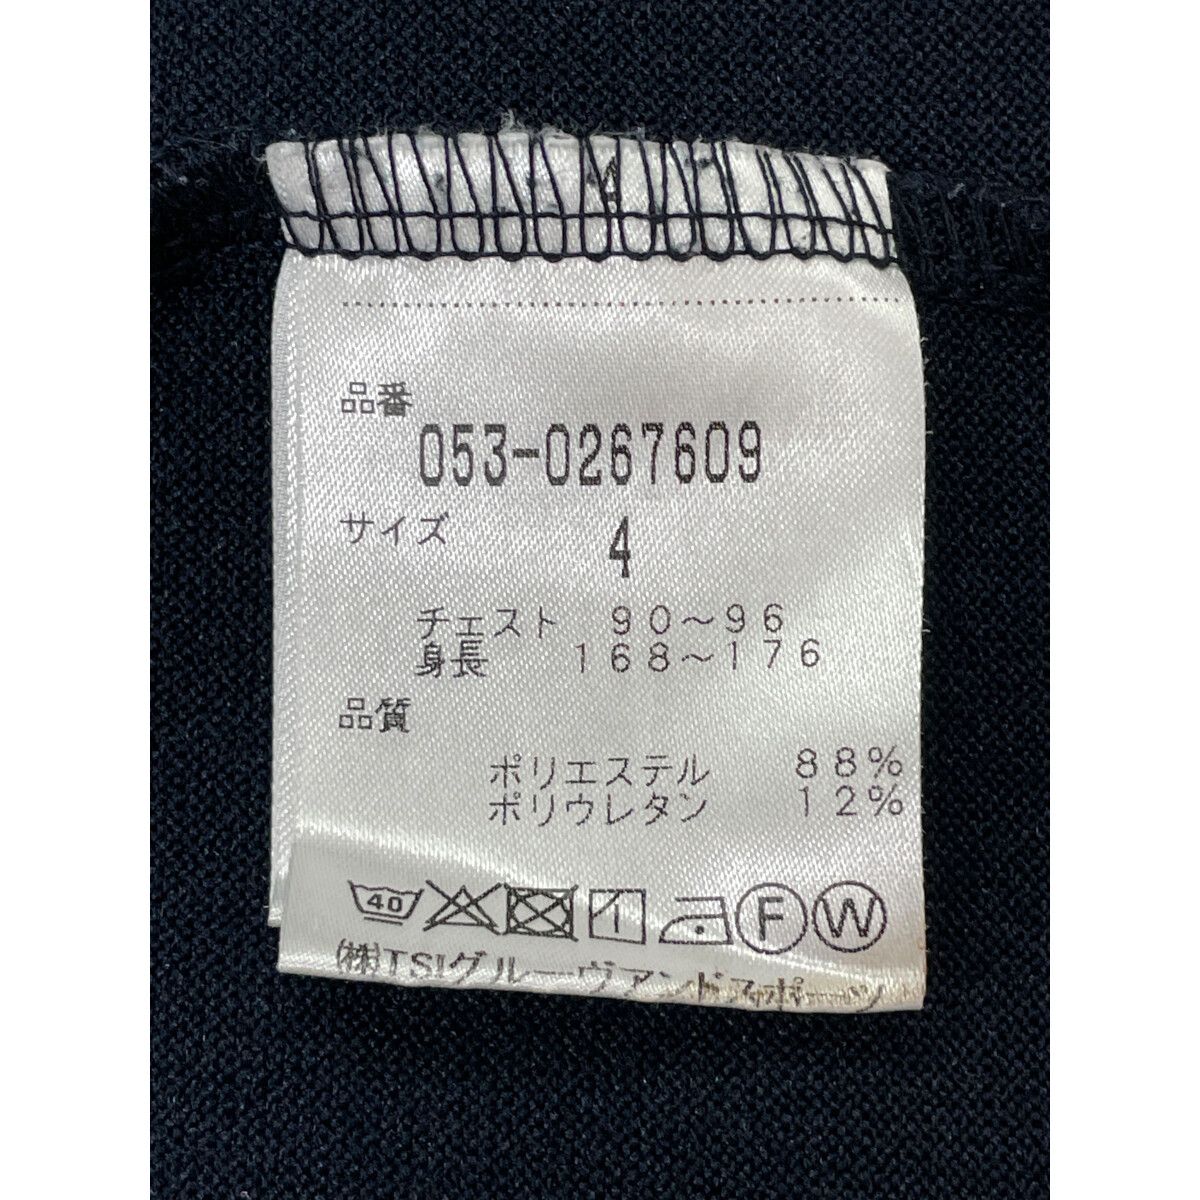 品番
053-0267609
サイズ 4
チェスト 90～96
身長 168～176
品質
ポリエステル 88%
ポリウレタン 12%
40 F W
(株)TSIグルーヴアンドスポーツ